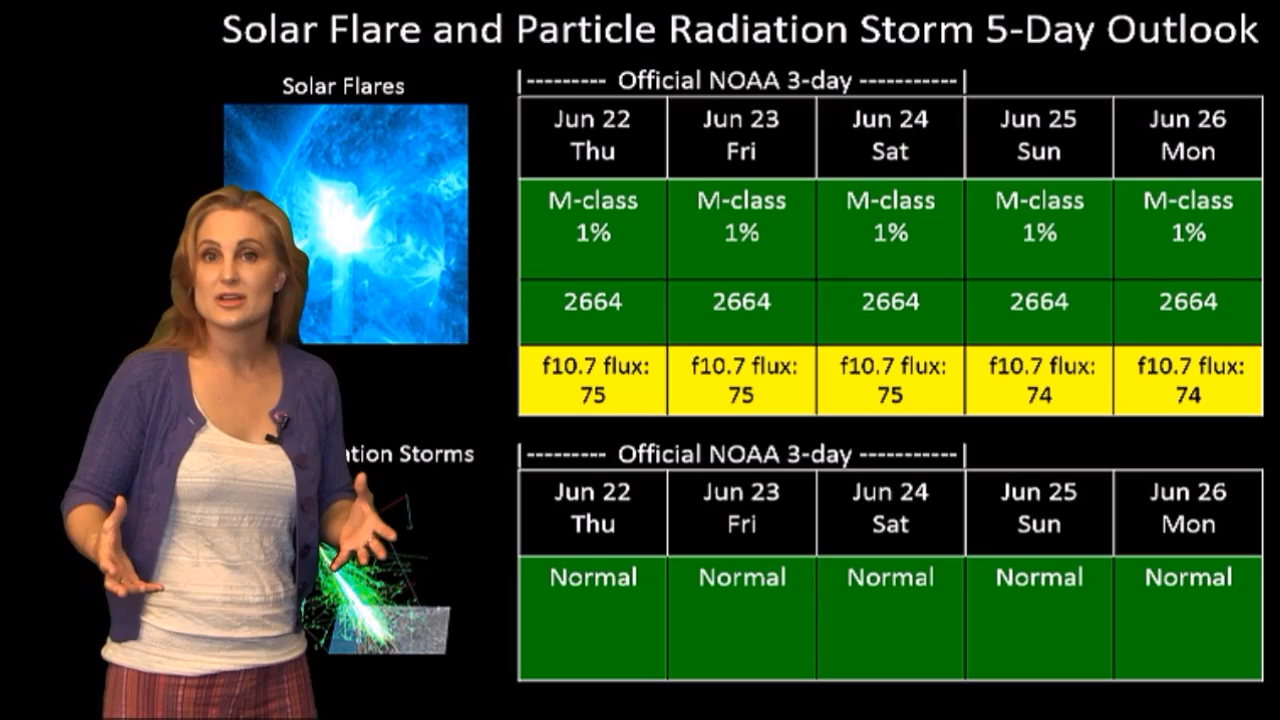 Solar Flare and Particle Radiation Storm 5-Day Outlook
Solar Flares
|--------- Official NOAA 3-day -----------|
Jun 22 Jun 23 Jun 24 Jun 25 Jun 26
Thu Fri Sat Sun Mon
M-class M-class M-class M-class M-class
1% 1% 1% 1% 1%
2664 2664 2664 2664 2664
f10.7 flux: f10.7 flux: f10.7 flux: f10.7 flux: f10.7 flux:
75 75 75 74 74
Storms
|--------- Official NOAA 3-day -----------|
Jun 22 Jun 23 Jun 24 Jun 25 Jun 26
Thu Fri Sat Sun Mon
Normal Normal Normal Normal Normal